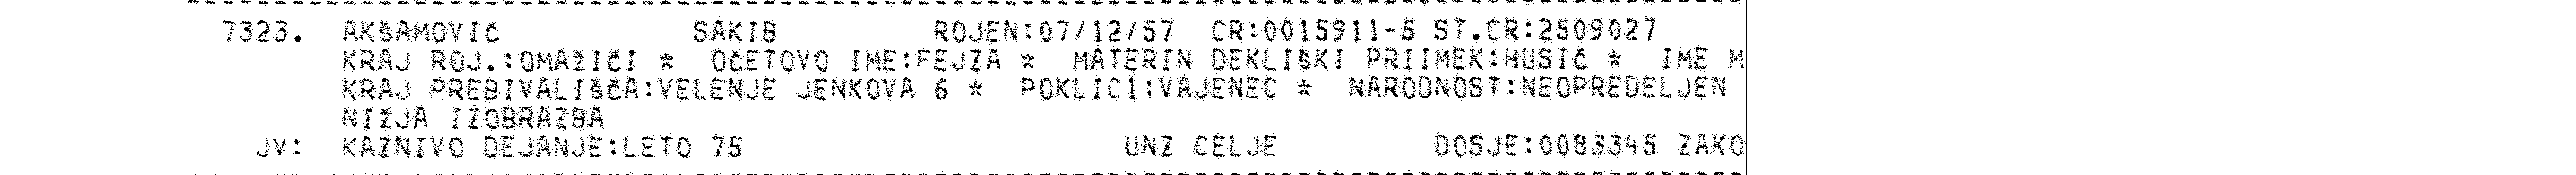 7323. AKŠAMOVIČ SAKIB ROJEN:07/12/57 CR:0015911-5 ST.CR:2509027
KRAJ ROJ.:OMAŽIČI * OČETOVO IME:FEJZA * MATERIN DEKLIŠKI PRIIMEK:HUSIČ * IME M
KRAJ PREBIVALIŠČA:VELENJE JENKOVA 6 * POKLIC1:VAJENEC * NARODNOST:NEOPREDELJEN
NIŽJA IZOBRAZBA
JV: KAZNIVO DEJANJE:LETO 75 UNZ CELJE DOSJE:0083345 ZAKO